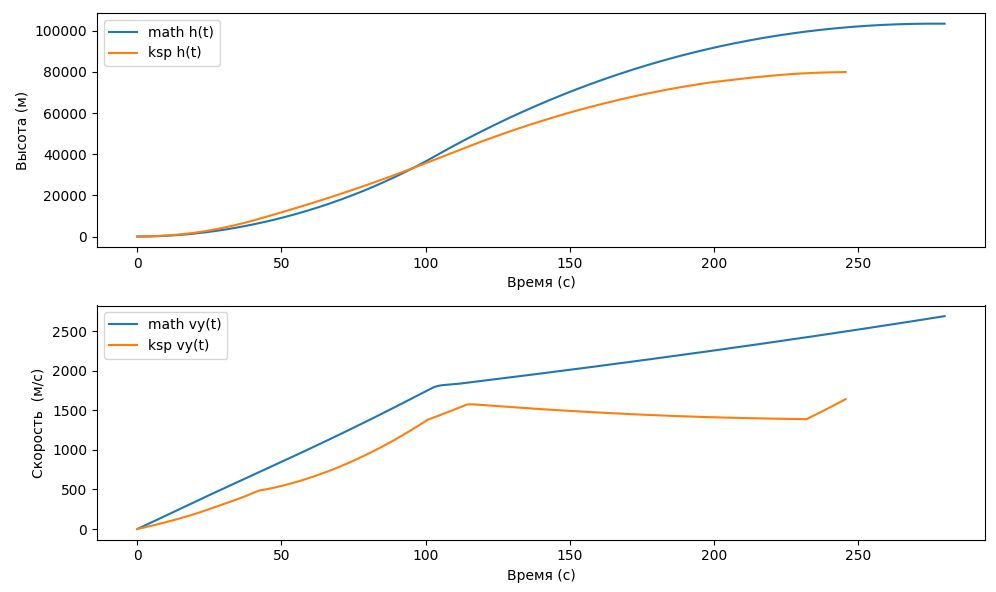 math h(t)
ksp h(t)
Высота (м)
100000
80000
60000
40000
20000
0
0 50 100 150 200 250
Время (с)
math vy(t)
ksp vy(t)
Скорость  (м/с)
2500
2000
1500
1000
500
0
0 50 100 150 200 250
Время (с)